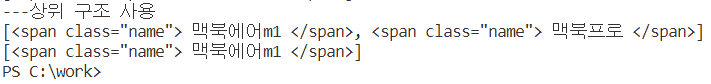 ---상위 구조 사용
[<span class="name"> 맥북에어m1 </span>, <span class="name"> 맥북프로 </span>]
[<span class="name"> 맥북에어m1 </span>]
PS C:\work>